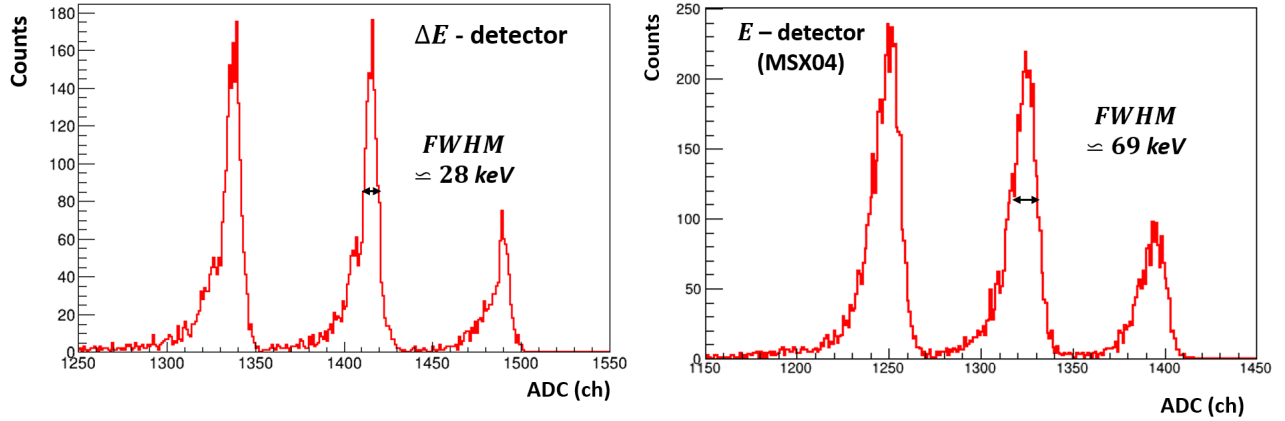 Counts
180
160
140
120
100
80
60
40
20
0
ΔE - detector
FWHM
≌ 28 keV
1250
1300
1350
1400
1450
1500
1550
ADC (ch)
Counts
250
200
150
100
50
0
E – detector
(MSX04)
FWHM
≌ 69 keV
1150
1200
1250
1300
1350
1400
1450
ADC (ch)